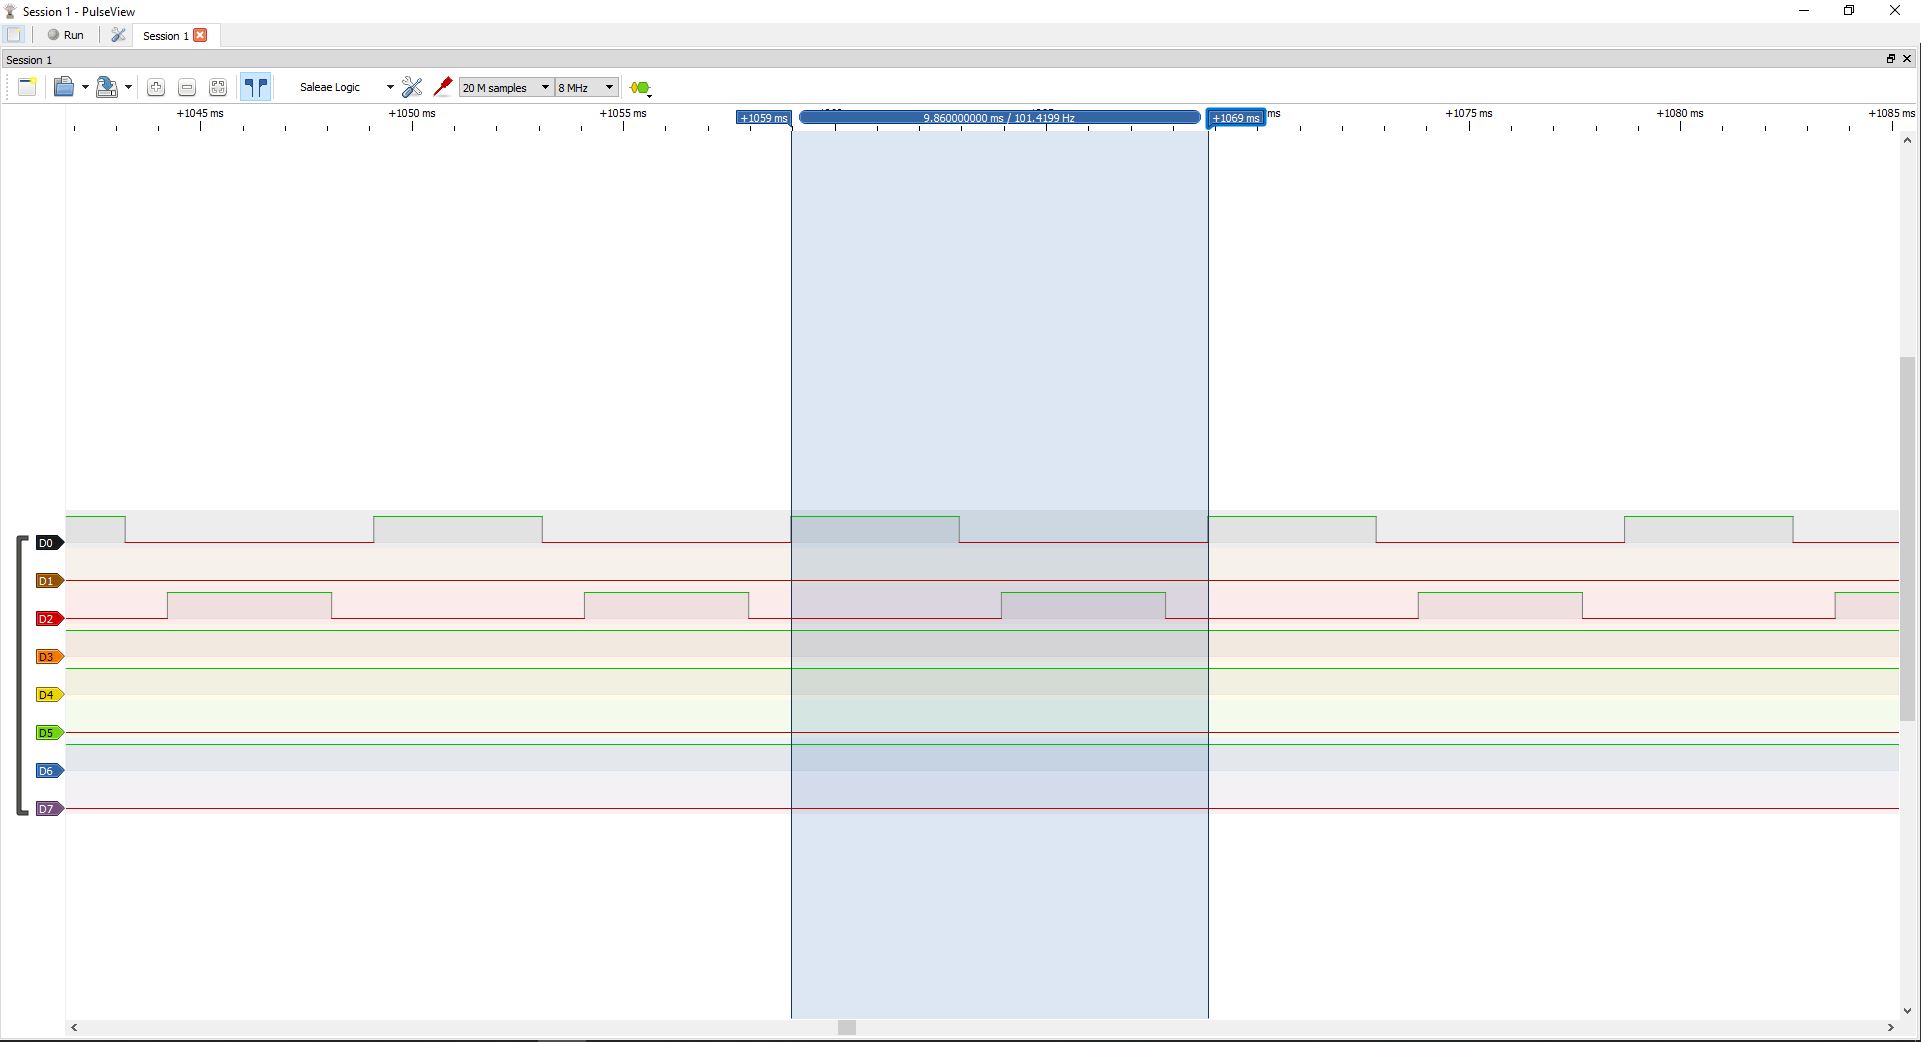 Session 1 - PulseView
Run
Session 1
Session 1
Saleae Logic
20 M samples
8 MHz
+1045 ms
+1050 ms
+1055 ms
+1059 ms
9.860000000 ms / 101.4199 Hz
+1069 ms
ms
+1075 ms
+1080 ms
+1085 ms
D0
D1
D2
D3
D4
D5
D6
D7